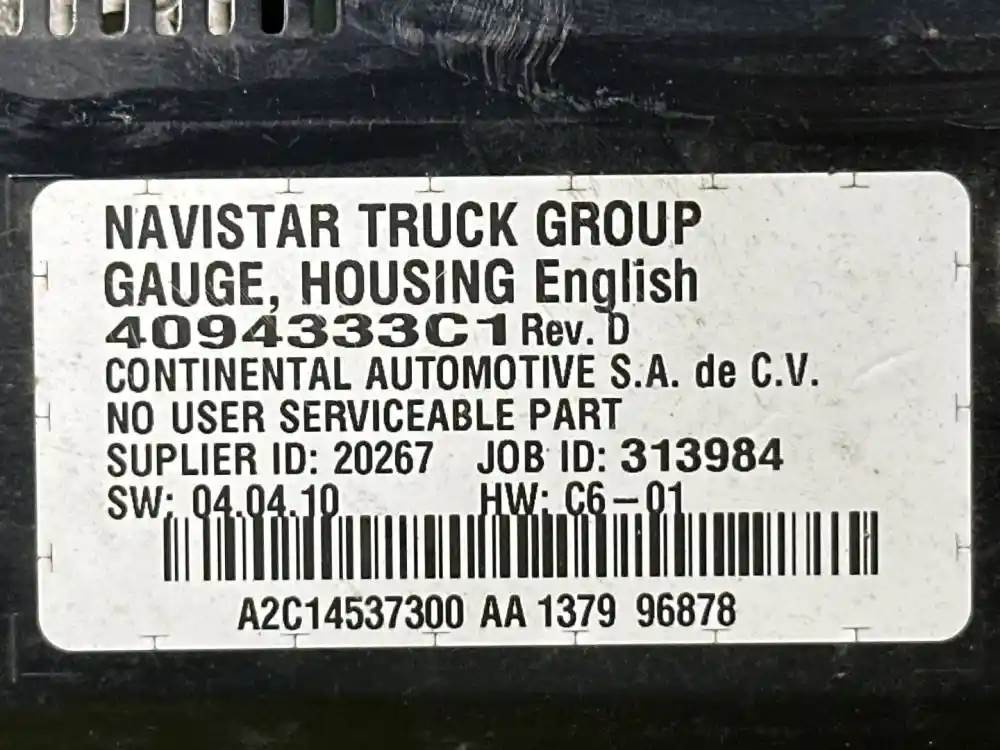 NAVISTAR TRUCK GROUP
GAUGE, HOUSING English
4094333C1 Rev. D
CONTINENTAL AUTOMOTIVE S.A. de C.V.
NO USER SERVICEABLE PART
SUPLIER ID: 20267 JOB ID: 313984
SW: 04.04.10 HW: C6-01
A2C14537300 AA 1379 96878